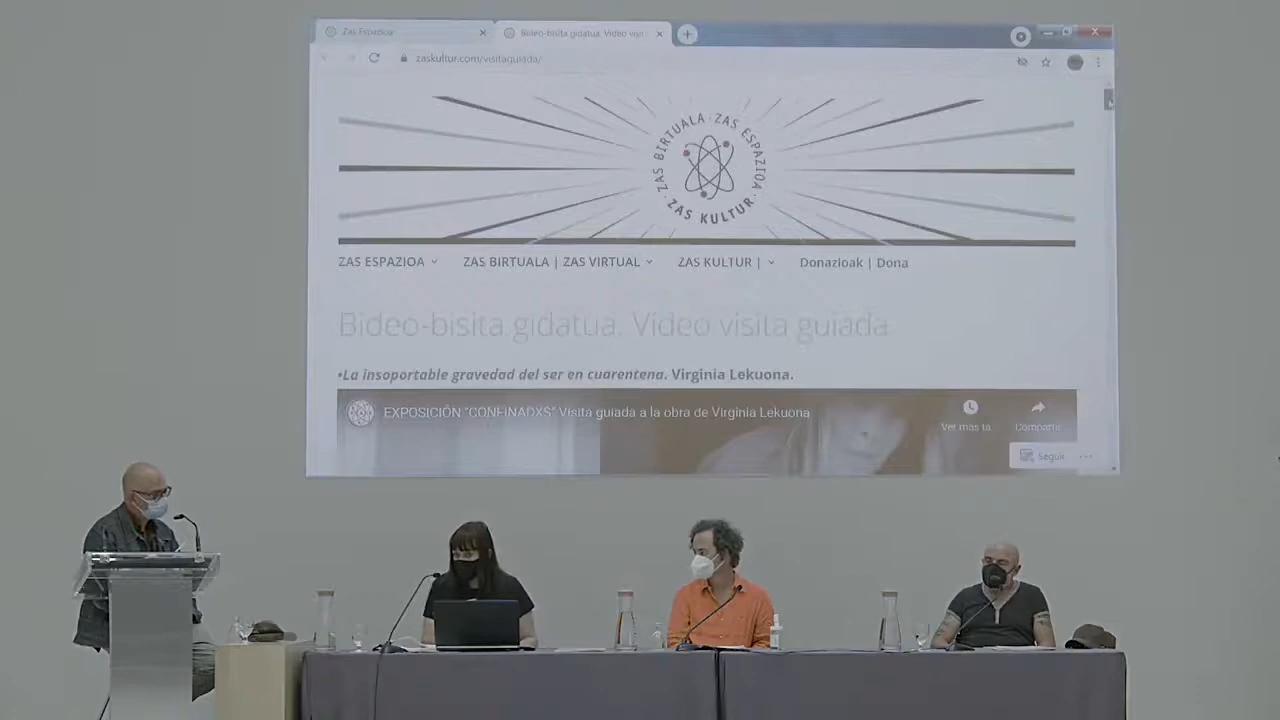 Zas Espazioa
Bideo-bisita gidatua. Video visi
zaskultur.com/visitaguiada/
ZAS BIRTUALA · ZAS ESPAZIOA · ZAS KULTUR ·
ZAS ESPAZIOA
ZAS BIRTUALA | ZAS VIRTUAL
ZAS KULTUR |
Donazioak | Dona
Bideo-bisita gidatua. Video visita guiada
•La insoportable gravedad del ser en cuarentena. Virginia Lekuona.
EXPOSICIÓN "CONFINADXS" Visita guiada a la obra de Virginia Lekuona
Ver más ta...
Compartir
Seguir